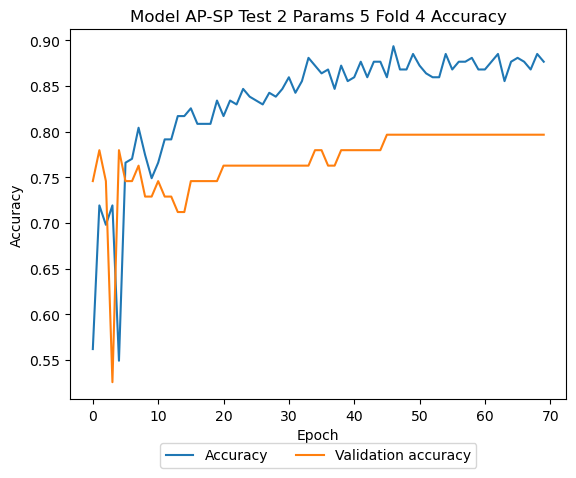 Model AP-SP Test 2 Params 5 Fold 4 Accuracy
0.90
0.85
0.80
0.75
0.70
0.65
0.60
0.55
Accuracy
0 10 20 30 40 50 60 70
Epoch
Accuracy Validation accuracy